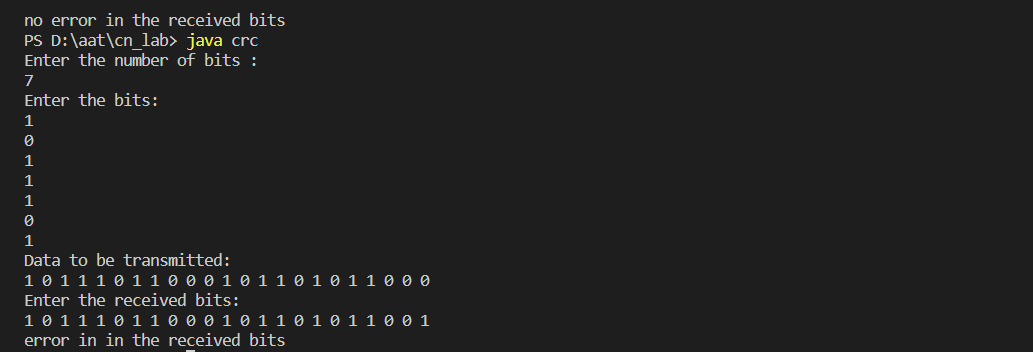 no error in the received bits
PS D:\aat\cn_lab> java crc
Enter the number of bits :
7
Enter the bits:
1
0
1
1
1
0
1
Data to be transmitted:
1 0 1 1 1 0 1 1 0 0 0 1 0 1 1 0 1 0 1 1 0 0 0
Enter the received bits:
1 0 1 1 1 0 1 1 0 0 0 1 0 1 1 0 1 0 1 1 0 0 1
error in in the received bits